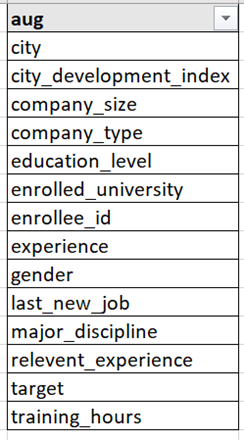 aug
city
city_development_index
company_size
company_type
education_level
enrolled_university
enrollee_id
experience
gender
last_new_job
major_discipline
relevent_experience
target
training_hours